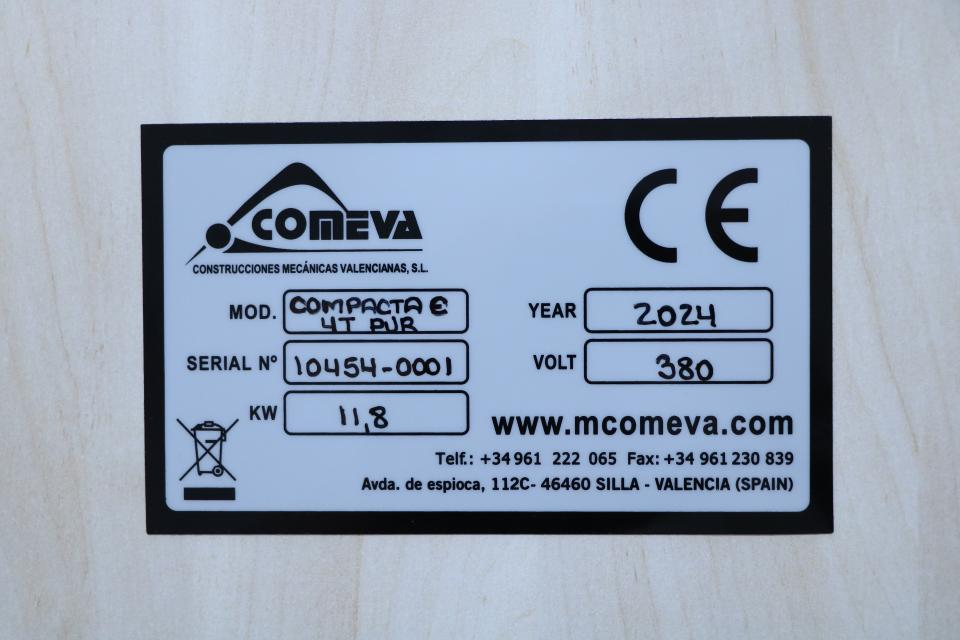 COMEVA
CONSTRUCCIONES MECÁNICAS VALENCIANAS, S.L.
CE
MOD. COMPACTA E
4T PUR
YEAR 2024
SERIAL Nº 10454-0001
VOLT 380
KW 11,8
www.mcomeva.com
Telf.: +34 961 222 065 Fax: +34 961 230 839
Avda. de espioca, 112C- 46460 SILLA - VALENCIA (SPAIN)